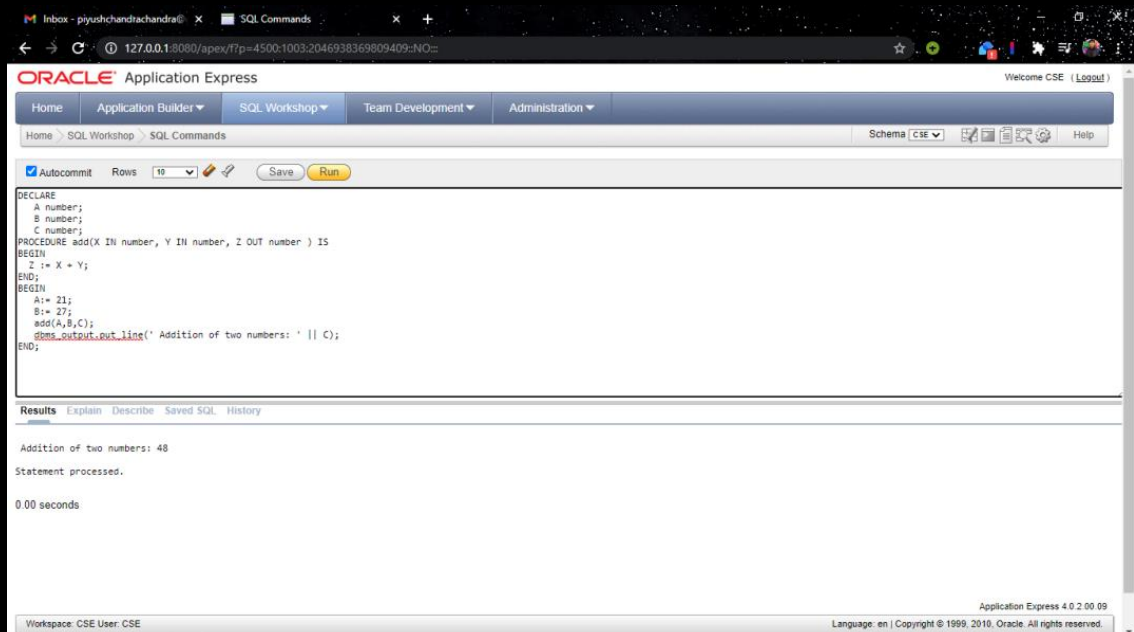 Inbox - piyushchandrachandra@
SQL Commands
127.0.0.1:8080/apex/f?p=4500:1003:2046938369809409::NO:::
ORACLE Application Express
Welcome CSE ( Logout )
Home Application Builder SQL Workshop Team Development Administration
Home SQL Workshop SQL Commands
Schema CSE Help
Autocommit Rows 10 Save Run
DECLARE
A number;
B number;
C number;
PROCEDURE add(X IN number, Y IN number, Z OUT number ) IS
BEGIN
Z := X + Y;
END;
BEGIN
A:= 21;
B:= 27;
add(A,B,C);
dbms_output.put_line(' Addition of two numbers: ' || C);
END;
Results Explain Describe Saved SQL History
Addition of two numbers: 48
Statement processed.
0.00 seconds
Application Express 4.0.2.00.09
Workspace: CSE User: CSE
Language: en | Copyright © 1999, 2010, Oracle. All rights reserved.